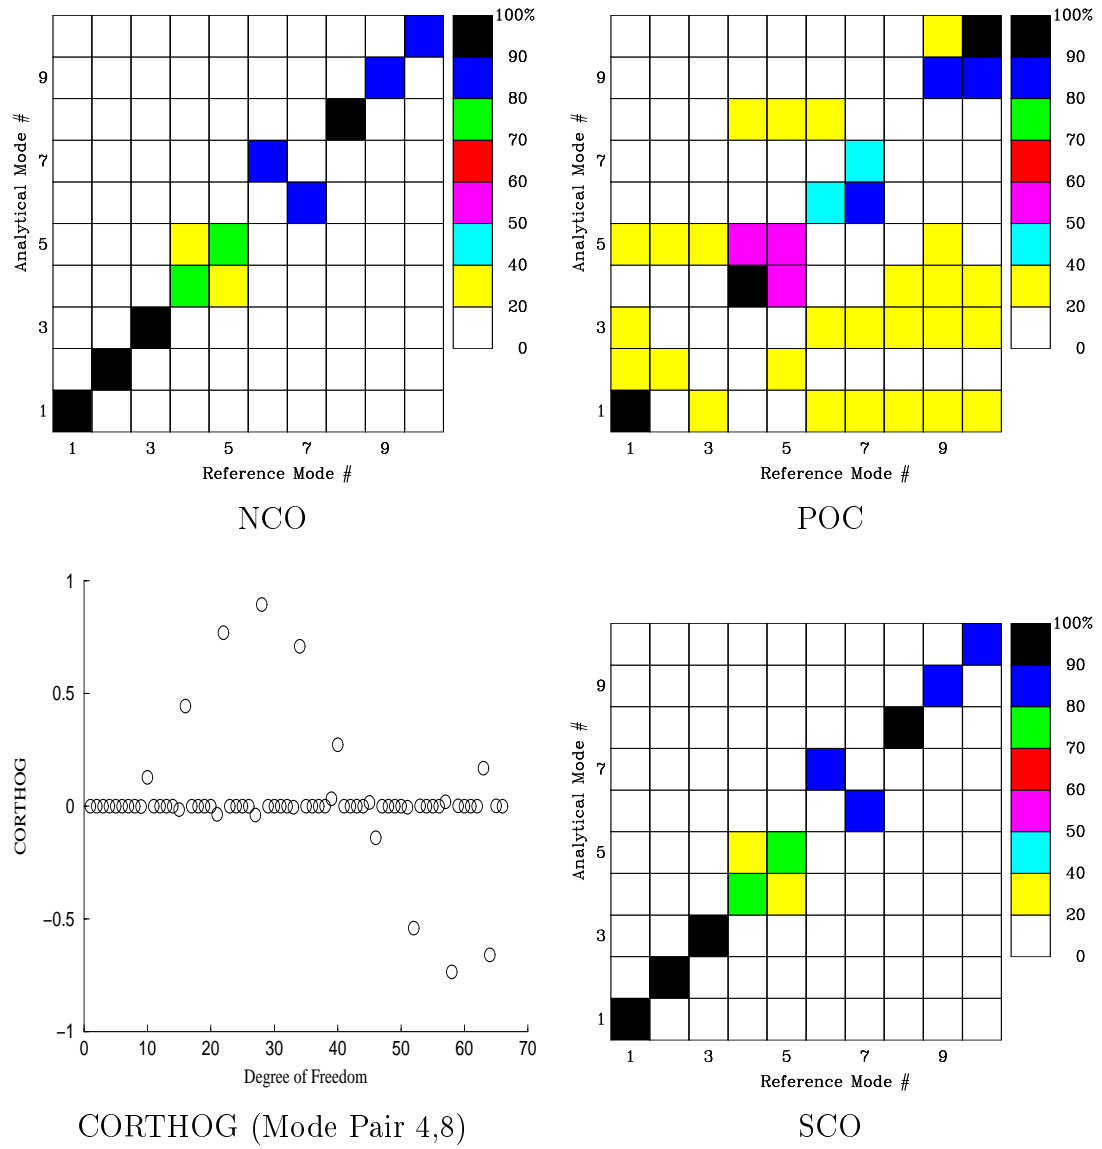 100%
90
80
70
60
50
40
20
0
9
7
5
3
1
Analytical Mode #
1 3 5 7 9
Reference Mode #
NCO
100%
90
80
70
60
50
40
20
0
9
7
5
3
1
Analytical Mode #
1 3 5 7 9
Reference Mode #
POC
1
0.5
0
−0.5
−1
CORTHOG
0 10 20 30 40 50 60 70
Degree of Freedom
CORTHOG (Mode Pair 4,8)
100%
90
80
70
60
50
40
20
0
9
7
5
3
1
Analytical Mode #
1 3 5 7 9
Reference Mode #
SCO